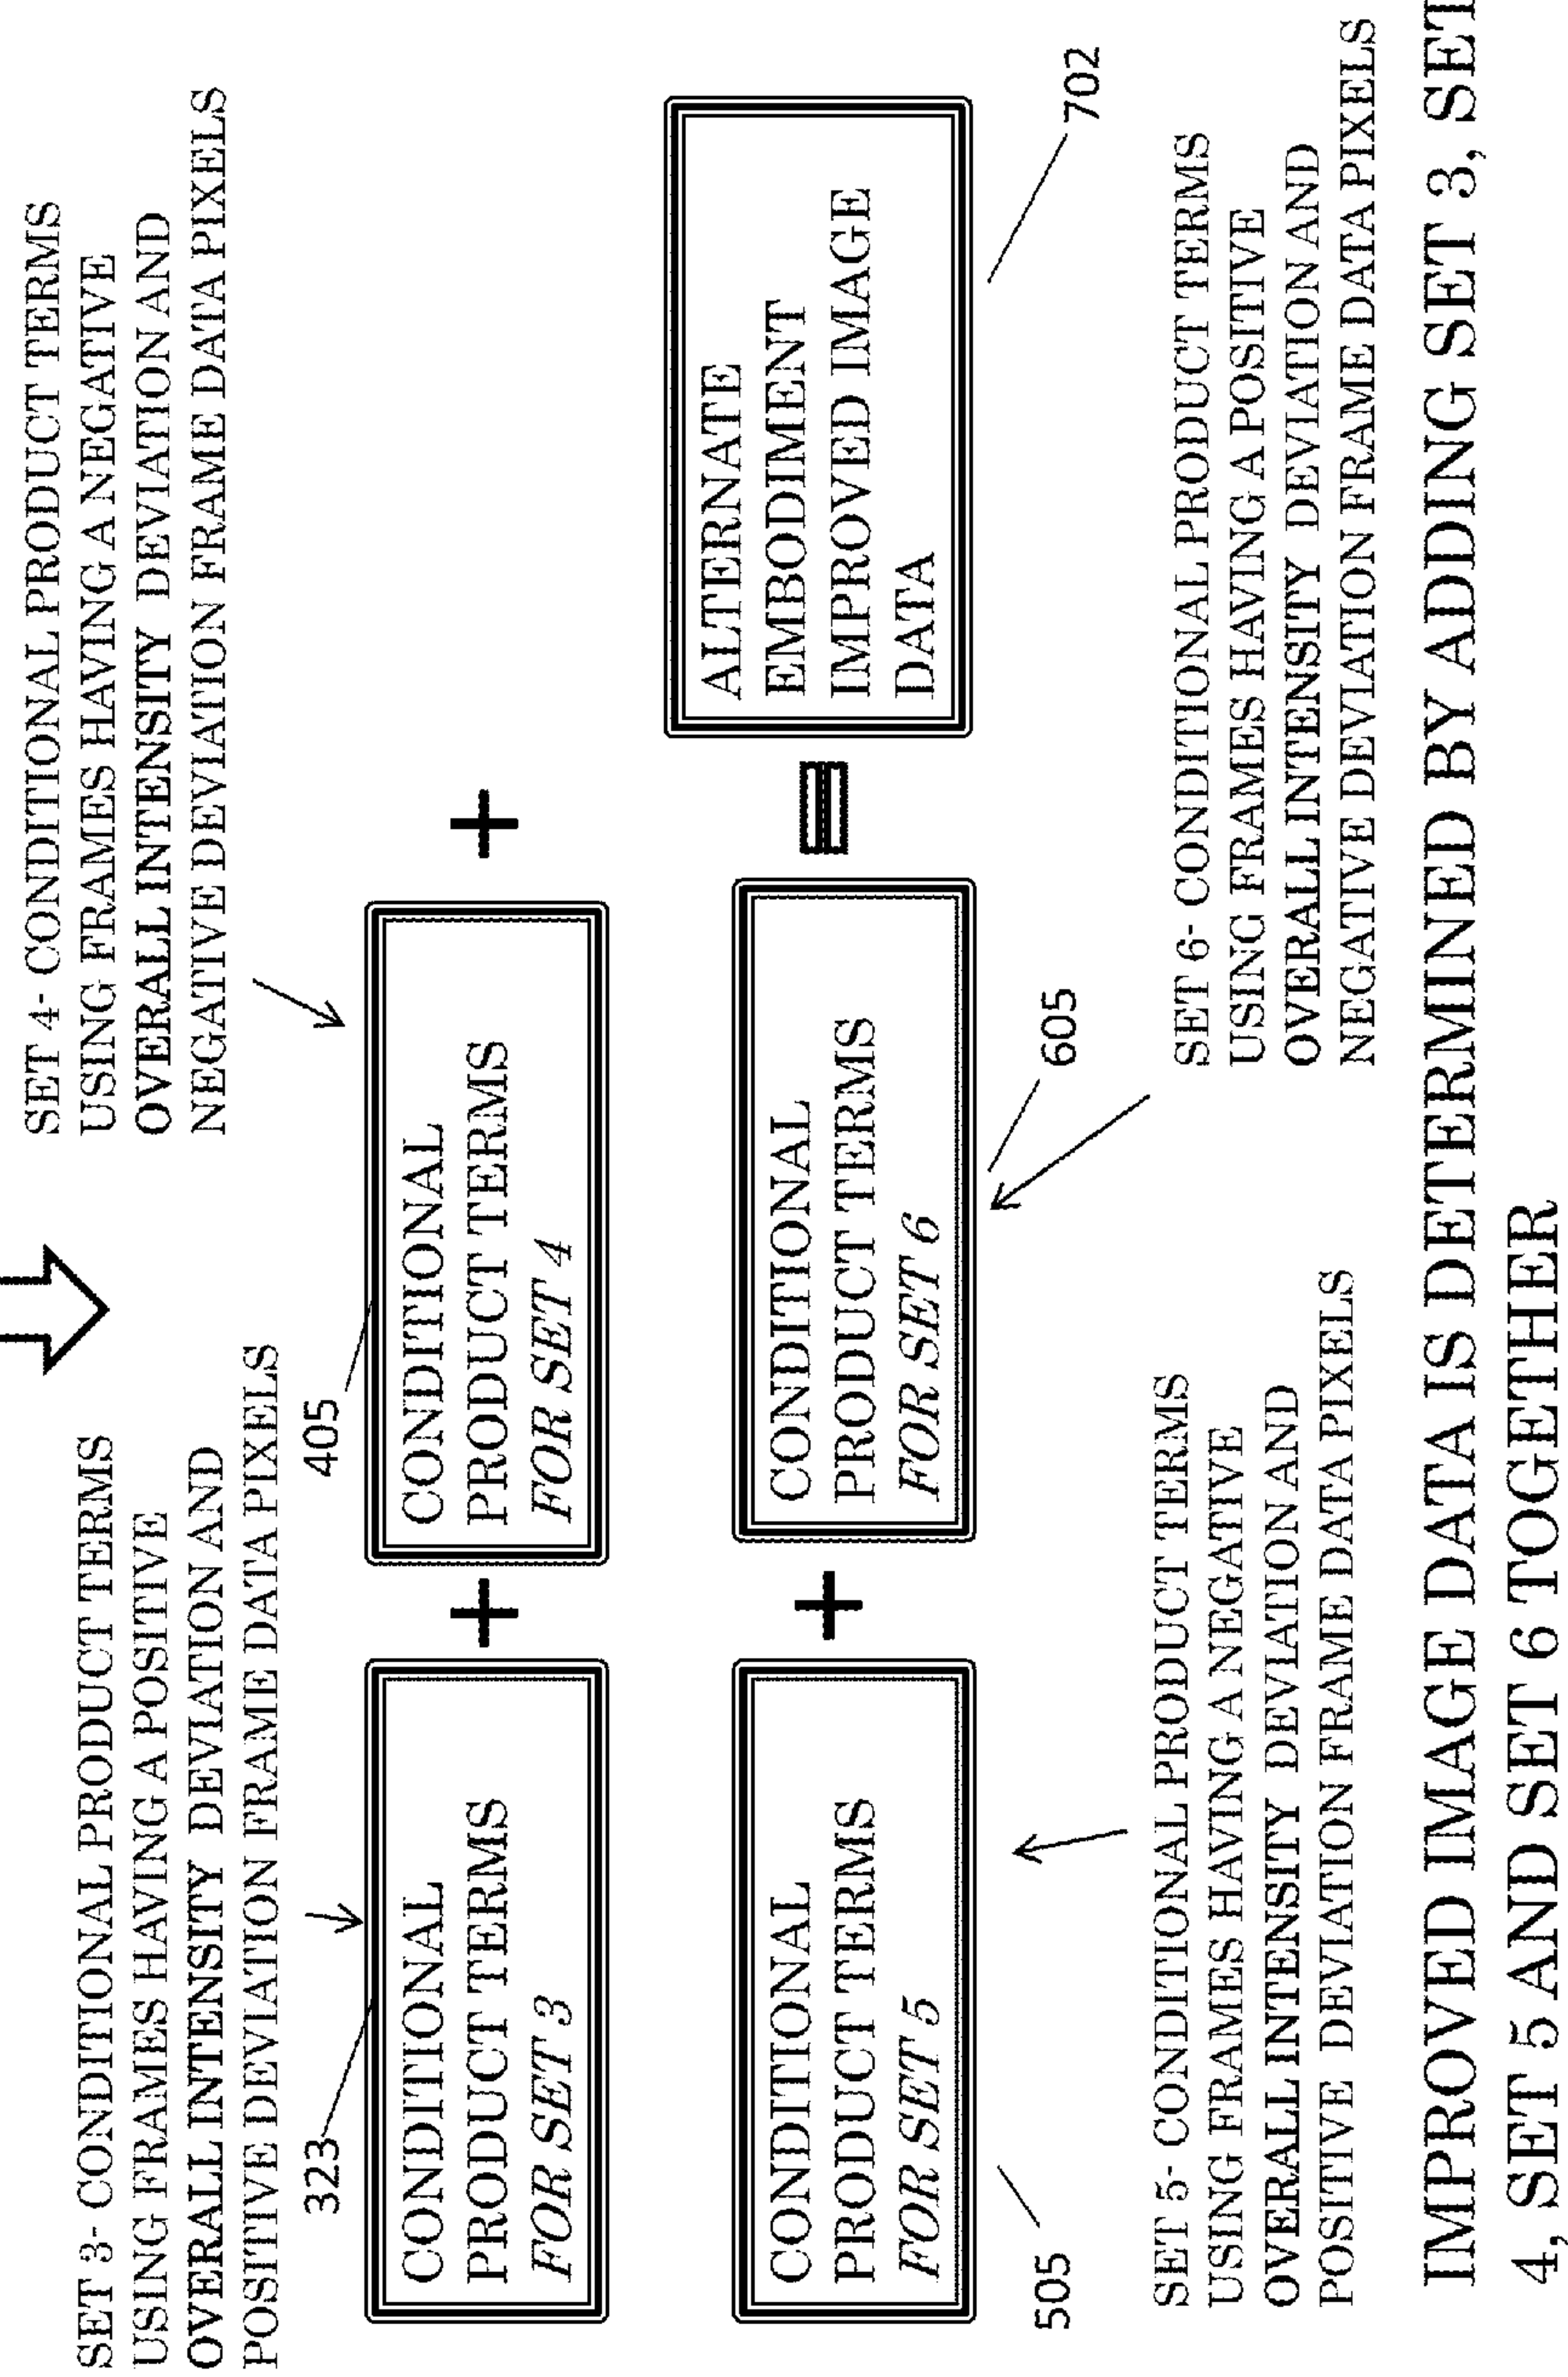 SET 3- CONDITIONAL PRODUCT TERMS
USING FRAMES HAVING A POSITIVE
OVERALL INTENSITY DEVIATION AND
POSITIVE DEVIATION FRAME DATA PIXELS
SET 4- CONDITIONAL PRODUCT TERMS
USING FRAMES HAVING A NEGATIVE
OVERALL INTENSITY DEVIATION AND
NEGATIVE DEVIATION FRAME DATA PIXELS
323
405
CONDITIONAL
PRODUCT TERMS
FOR SET 3
+
CONDITIONAL
PRODUCT TERMS
FOR SET 4
+
CONDITIONAL
PRODUCT TERMS
FOR SET 5
+
CONDITIONAL
PRODUCT TERMS
FOR SET 6
=
ALTERNATE
EMBODIMENT
IMPROVED IMAGE
DATA
505
605
702
SET 5- CONDITIONAL PRODUCT TERMS
USING FRAMES HAVING A NEGATIVE
OVERALL INTENSITY DEVIATION AND
POSITIVE DEVIATION FRAME DATA PIXELS
SET 6- CONDITIONAL PRODUCT TERMS
USING FRAMES HAVING A POSITIVE
OVERALL INTENSITY DEVIATION AND
NEGATIVE DEVIATION FRAME DATA PIXELS
IMPROVED IMAGE DATA IS DETERMINED BY ADDING SET 3, SET
4, SET 5 AND SET 6 TOGETHER